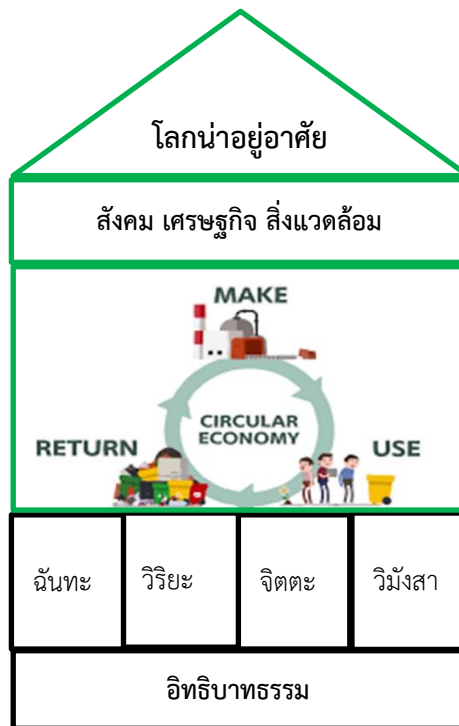 โลกน่าอยู่อาศัย
สังคม เศรษฐกิจ สิ่งแวดล้อม
MAKE
CIRCULAR
ECONOMY
RETURN
USE
ฉันทะ
วิริยะ
จิตตะ
วิมังสา
อิทธิบาทธรรม